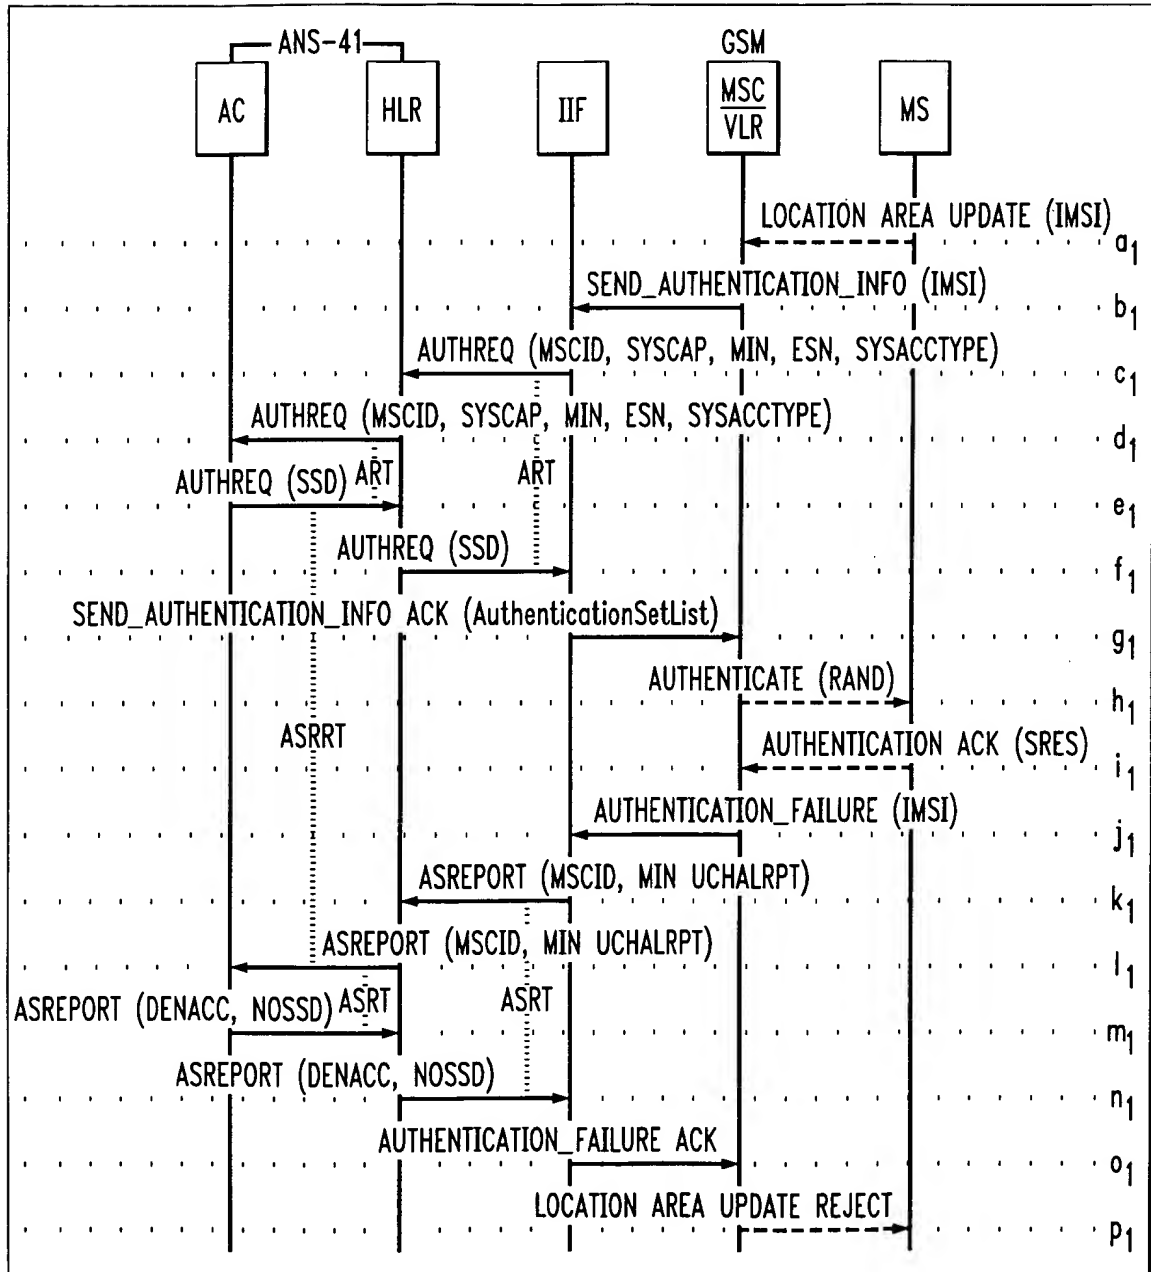 ANS-41
GSM
AC
HLR
IIF
MSC
VLR
MS
LOCATION AREA UPDATE (IMSI)
a1
SEND_AUTHENTICATION_INFO (IMSI)
b1
AUTHREQ (MSCID, SYSCAP, MIN, ESN, SYSACCTYPE)
c1
AUTHREQ (MSCID, SYSCAP, MIN, ESN, SYSACCTYPE)
d1
ART
ART
AUTHREQ (SSD)
e1
AUTHREQ (SSD)
f1
SEND_AUTHENTICATION_INFO ACK (AuthenticationSetList)
g1
AUTHENTICATE (RAND)
h1
ASRRT
AUTHENTICATION ACK (SRES)
i1
AUTHENTICATION_FAILURE (IMSI)
j1
ASREPORT (MSCID, MIN UCHALRPT)
k1
ASREPORT (MSCID, MIN UCHALRPT)
l1
ASREPORT (DENACC, NOSSD)
ASRT
ASRT
m1
ASREPORT (DENACC, NOSSD)
n1
AUTHENTICATION_FAILURE ACK
o1
LOCATION AREA UPDATE REJECT
p1